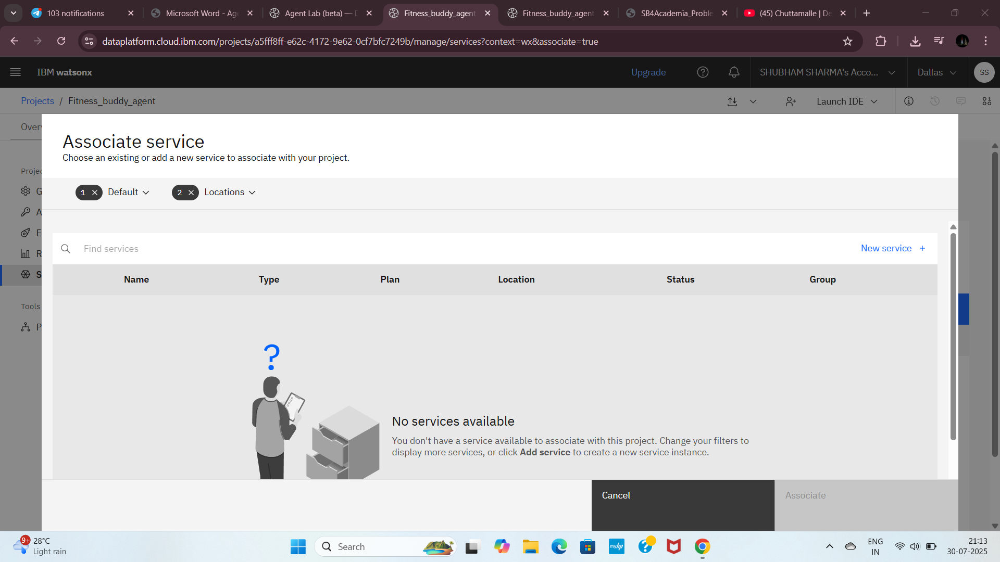 103 notifications
Microsoft Word - Ag
Agent Lab (beta) — D
Fitness_buddy_agent
Fitness_buddy_agent
SB4Academia_Proble
(45) Chuttamalle | De
dataplatform.cloud.ibm.com/projects/a5fff8ff-e62c-4172-9e62-0cf7bfc7249b/manage/services?context=wx&associate=true
IBM watsonx
Upgrade
SHUBHAM SHARMA's Acco...
Dallas
SS
Projects / Fitness_buddy_agent
Launch IDE
Over
Associate service
Choose an existing or add a new service to associate with your project.
Projec
G
A
E
R
S
Tools
P
1 Default
2 Locations
Find services
New service +
Name Type Plan Location Status Group
?
No services available
You don't have a service available to associate with this project. Change your filters to
display more services, or click Add service to create a new service instance.
Cancel
Associate
9+
28°C
Light rain
Search
myhp
ENG
IN
21:13
30-07-2025